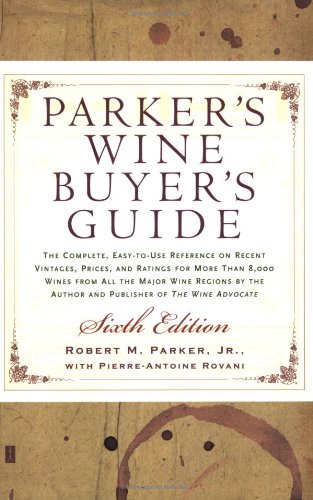 PARKER'S
WINE
BUYER'S
GUIDE
THE COMPLETE, EASY-TO-USE REFERENCE ON RECENT
VINTAGES, PRICES, AND RATINGS FOR MORE THAN 8,000
WINES FROM ALL THE MAJOR WINE REGIONS BY THE
AUTHOR AND PUBLISHER OF THE WINE ADVOCATE
Sixth Edition
ROBERT M. PARKER, JR.,
WITH PIERRE-ANTOINE ROVANI